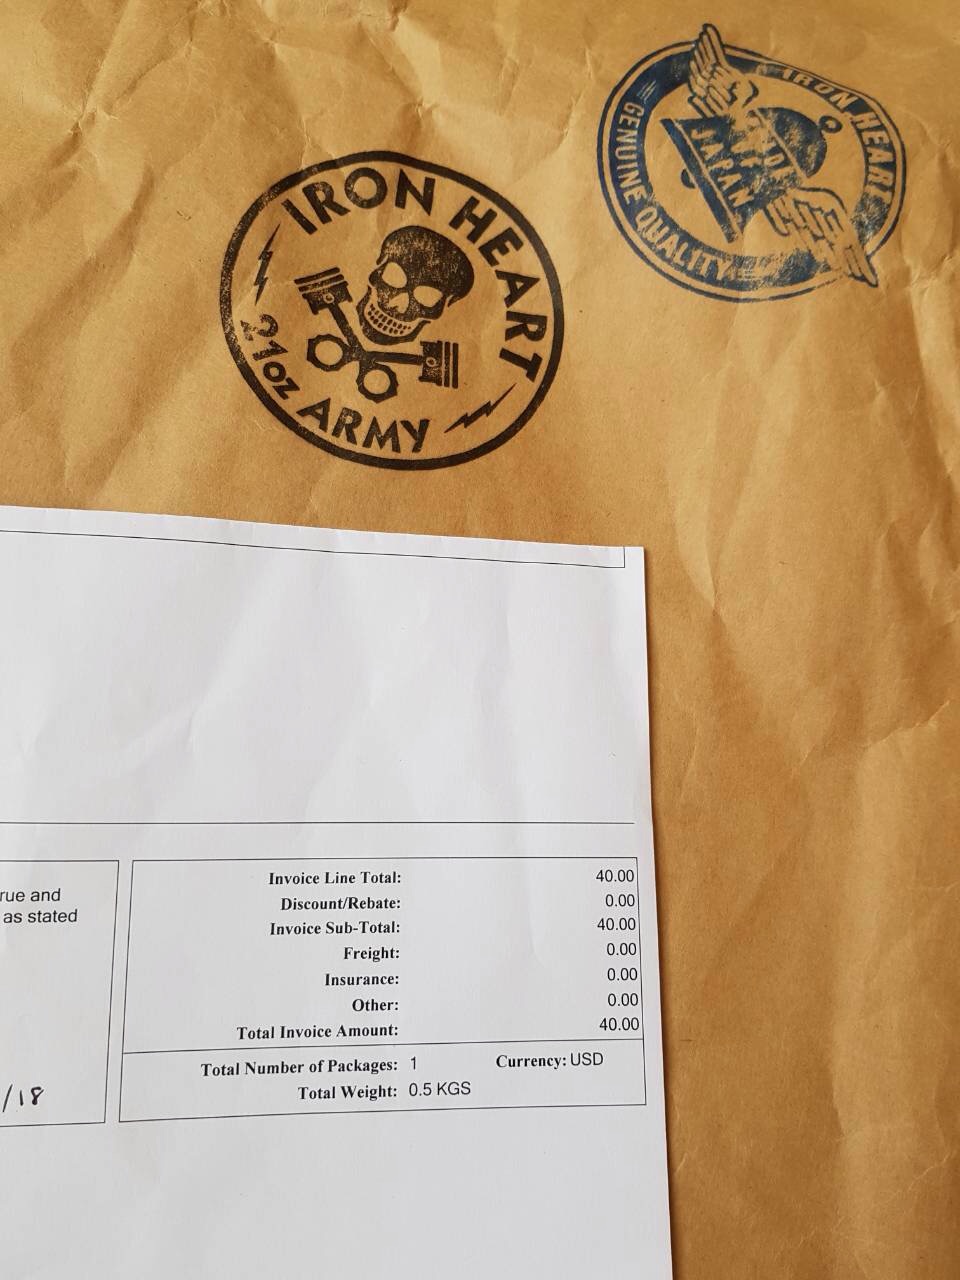 IRON HEART
21oz ARMY
IRON HEART
GENUINE QUALITY
MADE
OF
JAPAN
Invoice Line Total: 40.00
Discount/Rebate: 0.00
Invoice Sub-Total: 40.00
Freight: 0.00
Insurance: 0.00
Other: 0.00
Total Invoice Amount: 40.00
Total Number of Packages: 1 Currency: USD
Total Weight: 0.5 KGS
rue and
as stated
/18